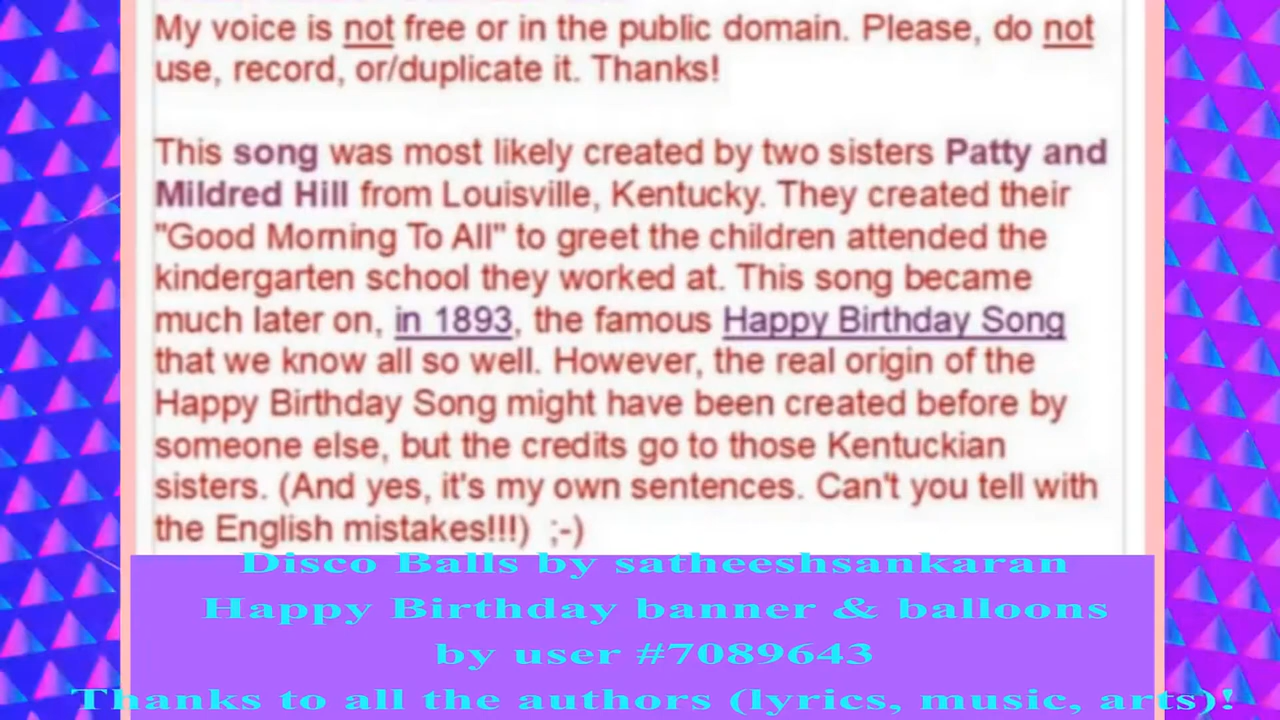 My voice is not free or in the public domain. Please, do not
use, record, or/duplicate it. Thanks!
This song was most likely created by two sisters Patty and
Mildred Hill from Louisville, Kentucky. They created their
"Good Morning To All" to greet the children attended the
kindergarten school they worked at. This song became
much later on, in 1893, the famous Happy Birthday Song
that we know all so well. However, the real origin of the
Happy Birthday Song might have been created before by
someone else, but the credits go to those Kentuckian
sisters. (And yes, it's my own sentences. Can't you tell with
the English mistakes!!!) ;-)
Disco Balls by satheeshsankaran
Happy Birthday banner & balloons
by user #7089643
Thanks to all the authors (lyrics, music, arts)!